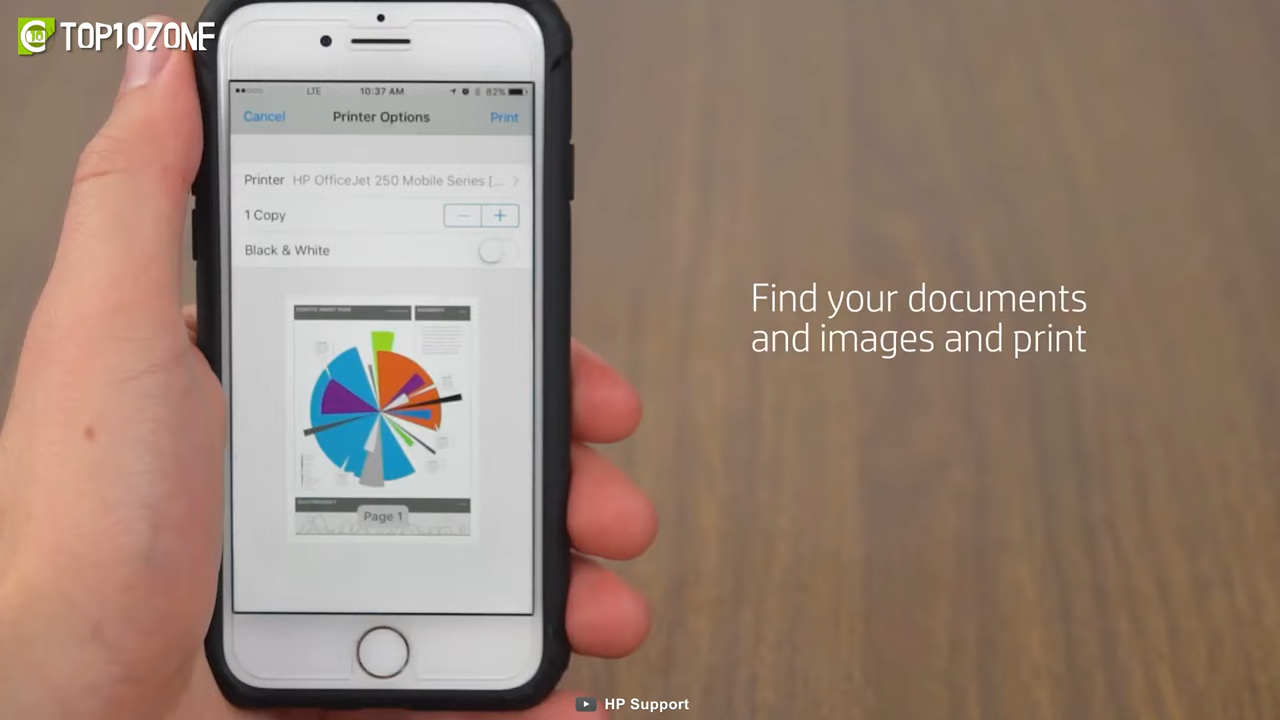 TOP10ZONE
LTE 10:37 AM 82%
Cancel Printer Options Print
Printer HP OfficeJet 250 Mobile Series [...
1 Copy
Black & White
Page 1
Find your documents
and images and print
HP Support